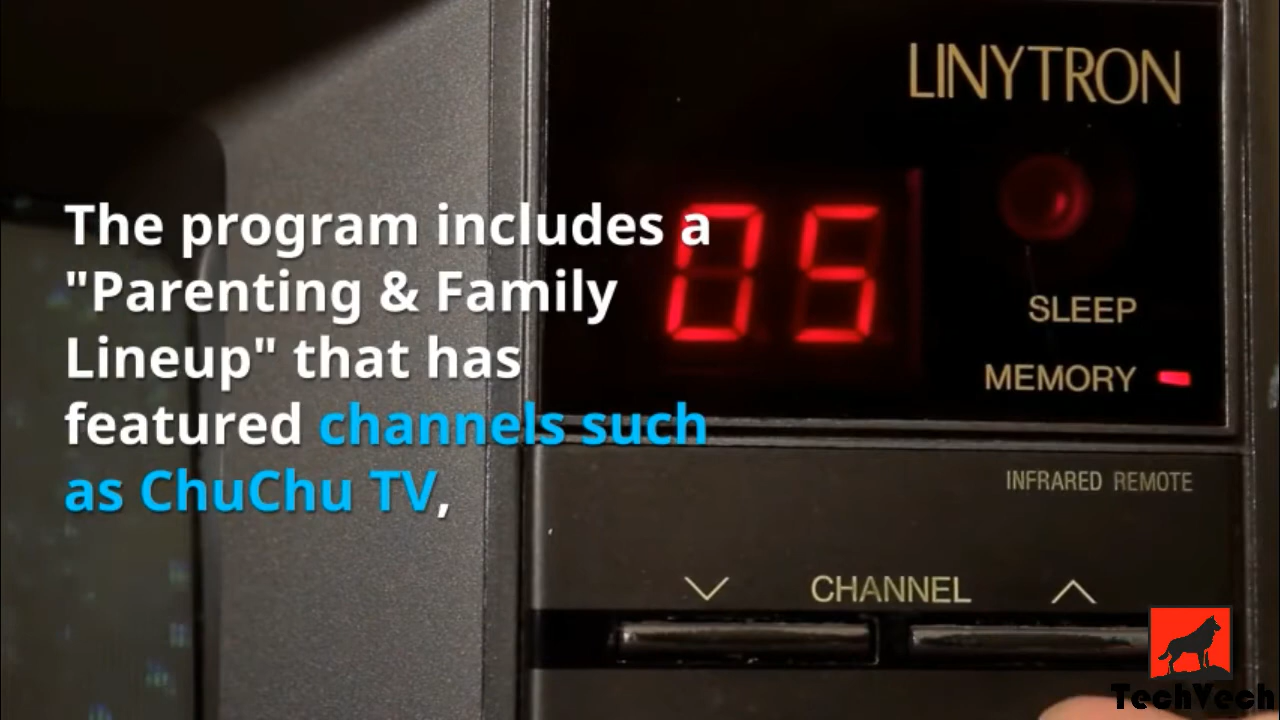 LINYTRON
05
SLEEP
MEMORY
INFRARED REMOTE
CHANNEL
The program includes a
"Parenting & Family
Lineup" that has
featured channels such
as ChuChu TV,
TechVech